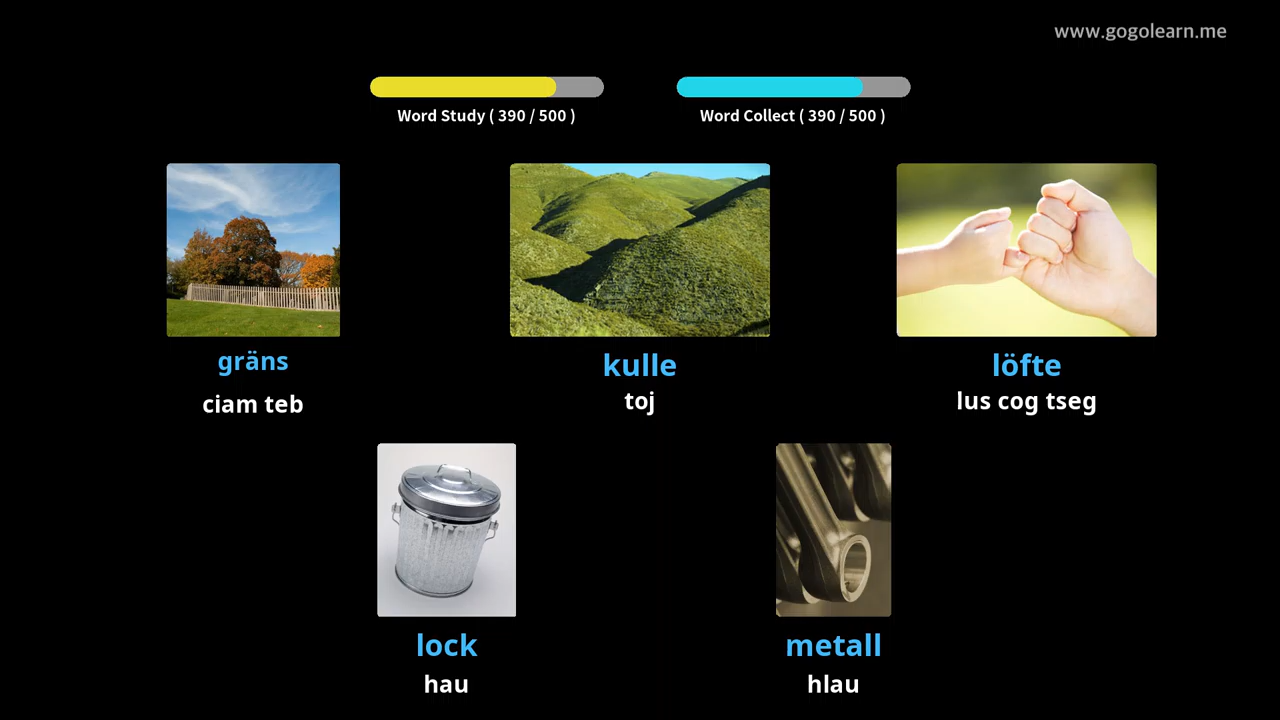 www.gogolearn.me
Word Study ( 390 / 500 )
Word Collect ( 390 / 500 )
gräns
kulle
löfte
ciam teb
toj
lus cog tseg
lock
metall
hau
hlau